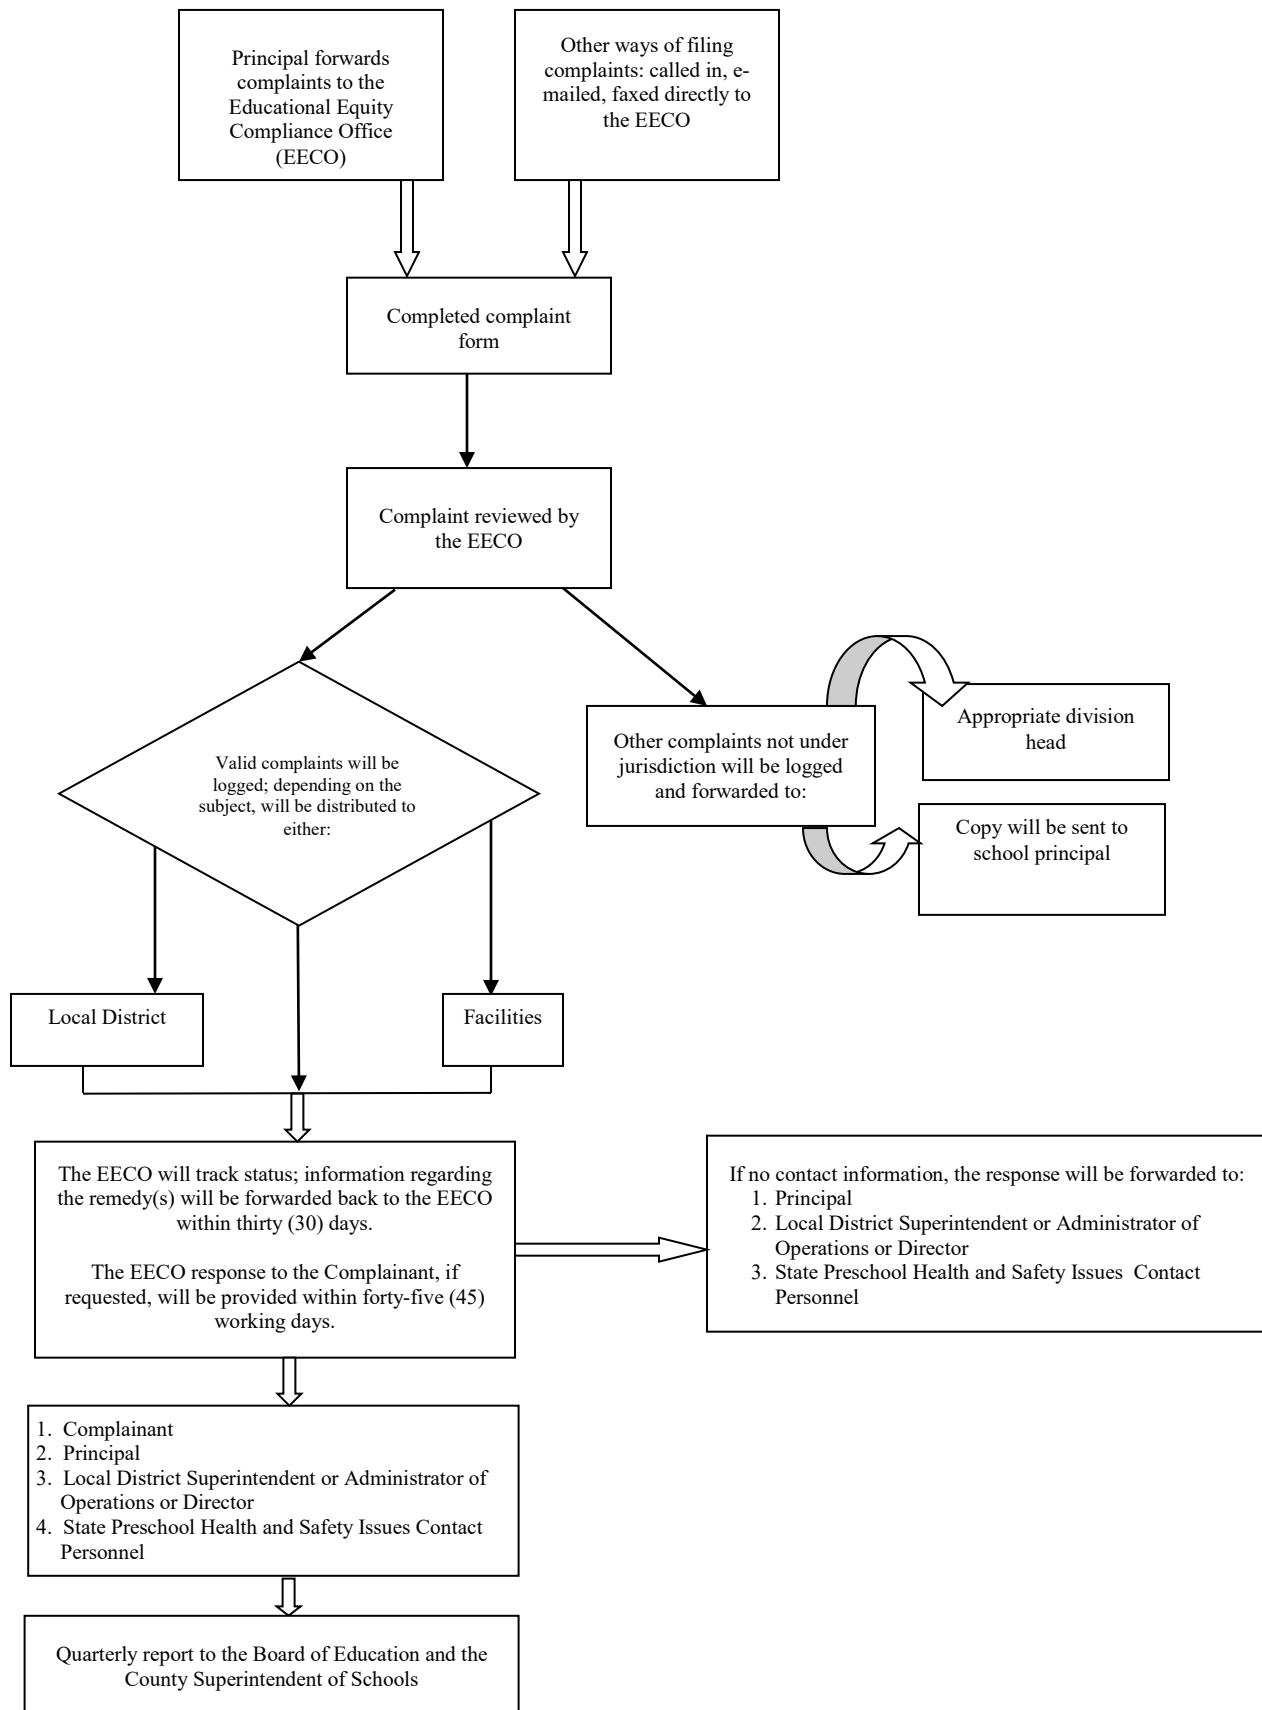 Principal forwards
complaints to the
Educational Equity
Compliance Office
(EECO)
Other ways of filing
complaints: called in, e-
mailed, faxed directly to
the EECO
Completed complaint
form
Complaint reviewed by
the EECO
Valid complaints will be
logged; depending on the
subject, will be distributed to
either:
Other complaints not under
jurisdiction will be logged
and forwarded to:
Appropriate division
head
Copy will be sent to
school principal
Local District
Facilities
The EECO will track status; information regarding
the remedy(s) will be forwarded back to the EECO
within thirty (30) days.
The EECO response to the Complainant, if
requested, will be provided within forty-five (45)
working days.
If no contact information, the response will be forwarded to:
1. Principal
2. Local District Superintendent or Administrator of
Operations or Director
3. State Preschool Health and Safety Issues Contact
Personnel
1. Complainant
2. Principal
3. Local District Superintendent or Administrator of
Operations or Director
4. State Preschool Health and Safety Issues Contact
Personnel
Quarterly report to the Board of Education and the
County Superintendent of Schools